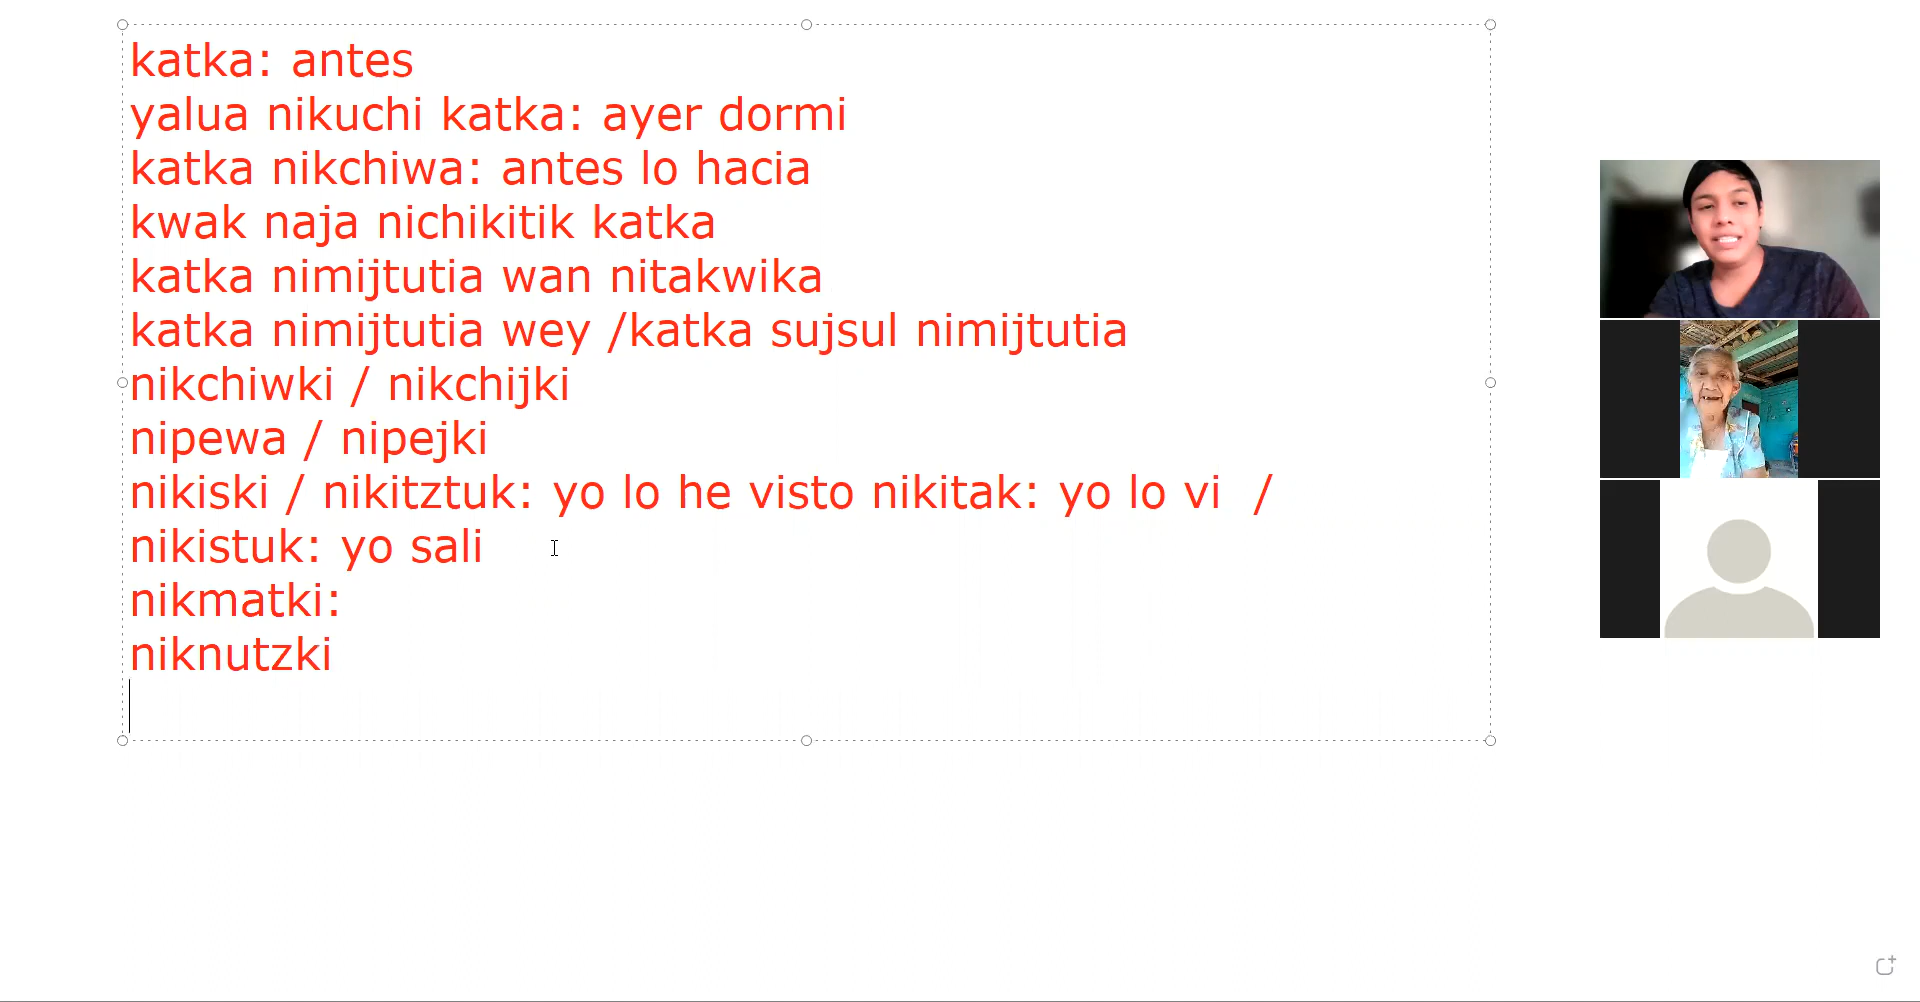 katka: antes
yalua nikuchi katka: ayer dormi
katka nikchiwa: antes lo hacia
kwak naja nichikitik katka
katka nimijtutia wan nitakwika
katka nimijtutia wey /katka sujsul nimijtutia
nikchiwki / nikchijki
nipewa / nipejki
nikiski / nikitztuk: yo lo he visto nikitak: yo lo vi  /
nikistuk: yo sali
nikmatki:
niknutzki